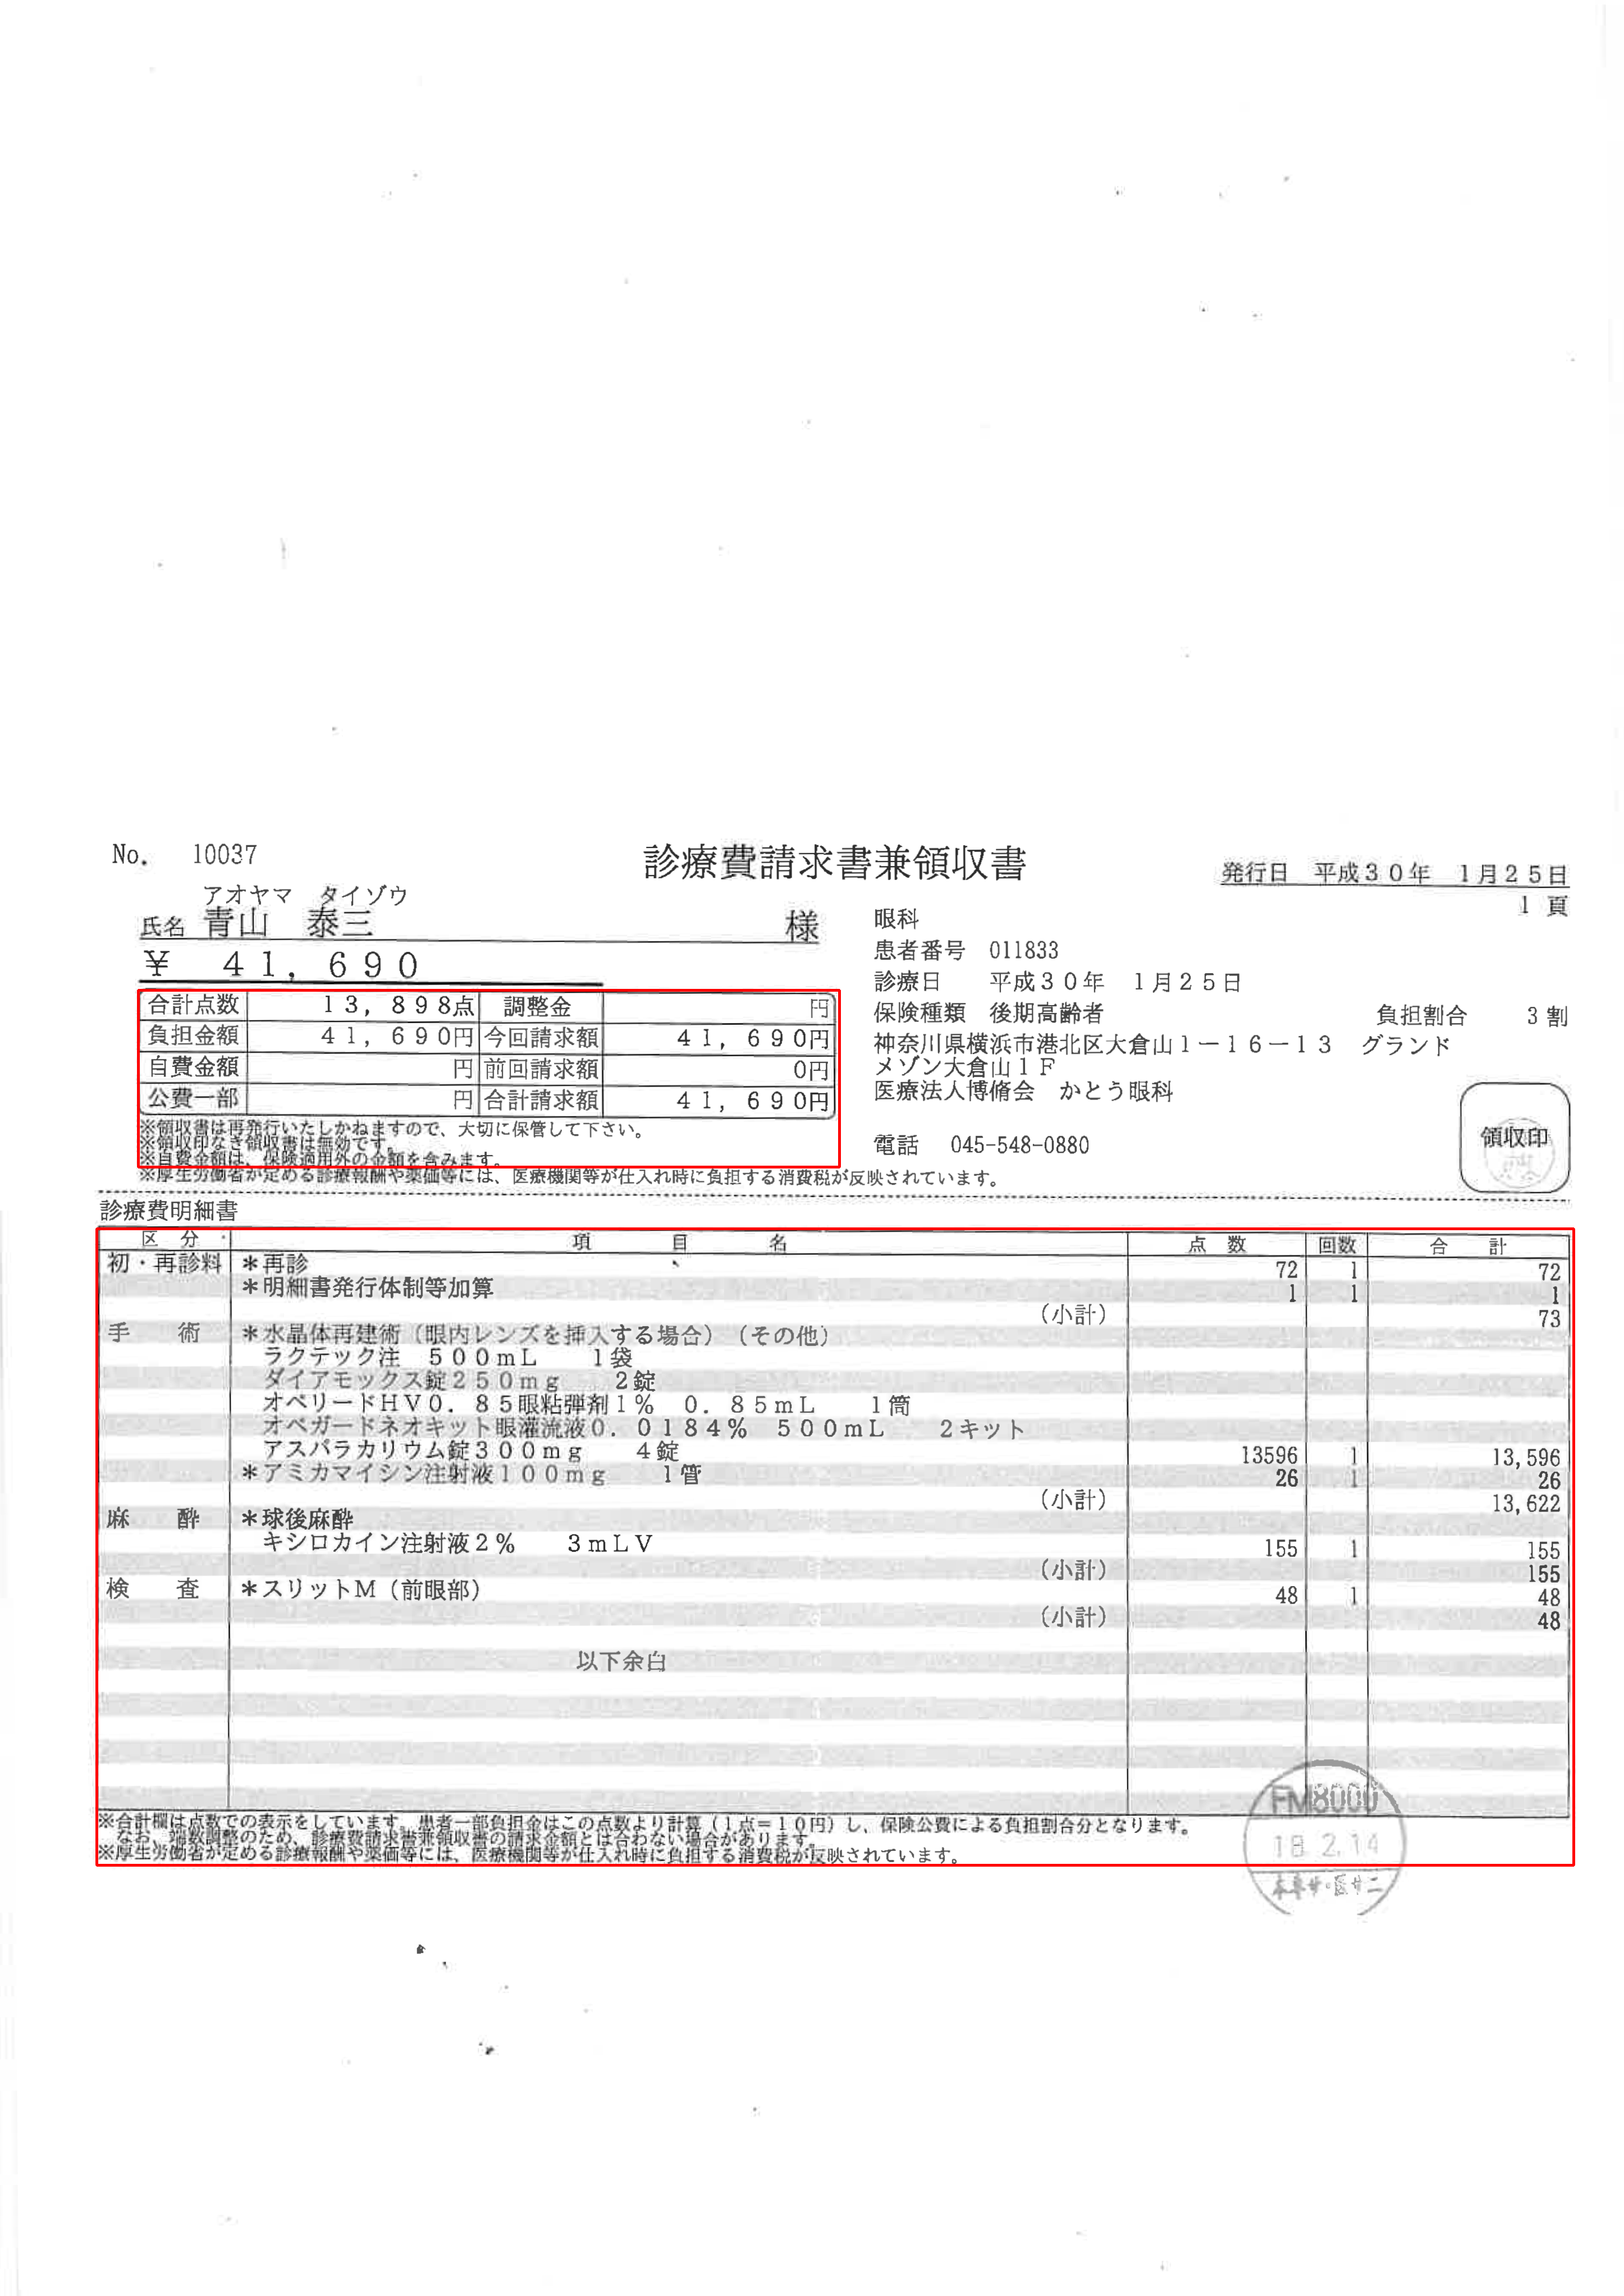 No. 10037
診療費請求書兼領収書
発行日 平成３０年 １月２５日
１ 頁
アオヤマ タイゾウ
氏名 青山 泰三 様
¥ ４１，６９０
眼科
患者番号 011833
診療日 平成３０年 １月２５日
保険種類 後期高齢者 負担割合 ３割
神奈川県横浜市港北区大倉山１－１６－１３ グランド
メゾン大倉山１Ｆ
医療法人博脩会 かとう眼科
電話 045-548-0880
領収印
合計点数 １３，８９８点 調整金 円
負担金額 ４１，６９０円 今回請求額 ４１，６９０円
自費金額 円 前回請求額 0円
公費一部 円 合計請求額 ４１，６９０円
※領収書は再発行いたしかねますので、大切に保管して下さい。
※領収印なき領収書は無効です。
※自費金額は、保険適用外の金額を含みます。
※厚生労働省が定める診療報酬や薬価等には、医療機関等が仕入れ時に負担する消費税が反映されています。
診療費明細書
区 分 項 目 名 点 数 回数 合 計
初・再診料 ＊再診 72 1 72
＊明細書発行体制等加算 1 1 1
（小計） 73
手 術 ＊水晶体再建術（眼内レンズを挿入する場合）（その他）
ラクテック注 ５００ｍＬ １袋
ダイアモックス錠２５０ｍｇ ２錠
オペリードＨＶ０．８５眼粘弾剤１％ ０．８５ｍＬ １筒
オペガードネオキット眼灌流液０．０１８４％ ５００ｍＬ ２キット
アスパラカリウム錠３００ｍｇ ４錠 13596 1 13,596
＊アミカマイシン注射液１００ｍｇ １管 26 1 26
（小計） 13,622
麻 酔 ＊球後麻酔
キシロカイン注射液２％ ３ｍＬＶ 155 1 155
（小計） 155
検 査 ＊スリットＭ（前眼部） 48 1 48
（小計） 48
以下余白
※合計欄は点数での表示をしています。患者一部負担金はこの点数より計算（１点＝１０円）し、保険公費による負担割合分となります。
なお、端数調整のため、診療費請求書兼領収書の請求金額とは合わない場合があります。
※厚生労働省が定める診療報酬や薬価等には、医療機関等が仕入れ時に負担する消費税が反映されています。
FM8000
18.2.14